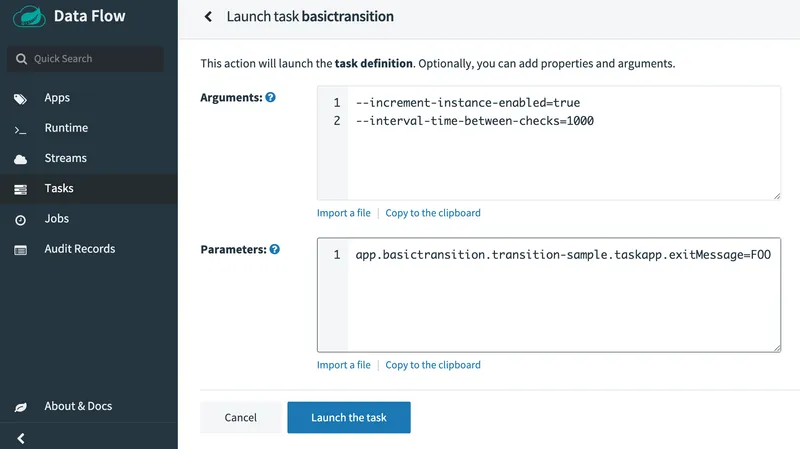 Data Flow
Quick Search
Apps
Runtime
Streams
Tasks
Jobs
Audit Records
About & Docs
Launch task basictransition
This action will launch the task definition. Optionally, you can add properties and arguments.
Arguments:
1 --increment-instance-enabled=true
2 --interval-time-between-checks=1000
Import a file | Copy to the clipboard
Parameters:
1 app.basictransition.transition-sample.taskapp.exitMessage=FOO
Import a file | Copy to the clipboard
Cancel
Launch the task